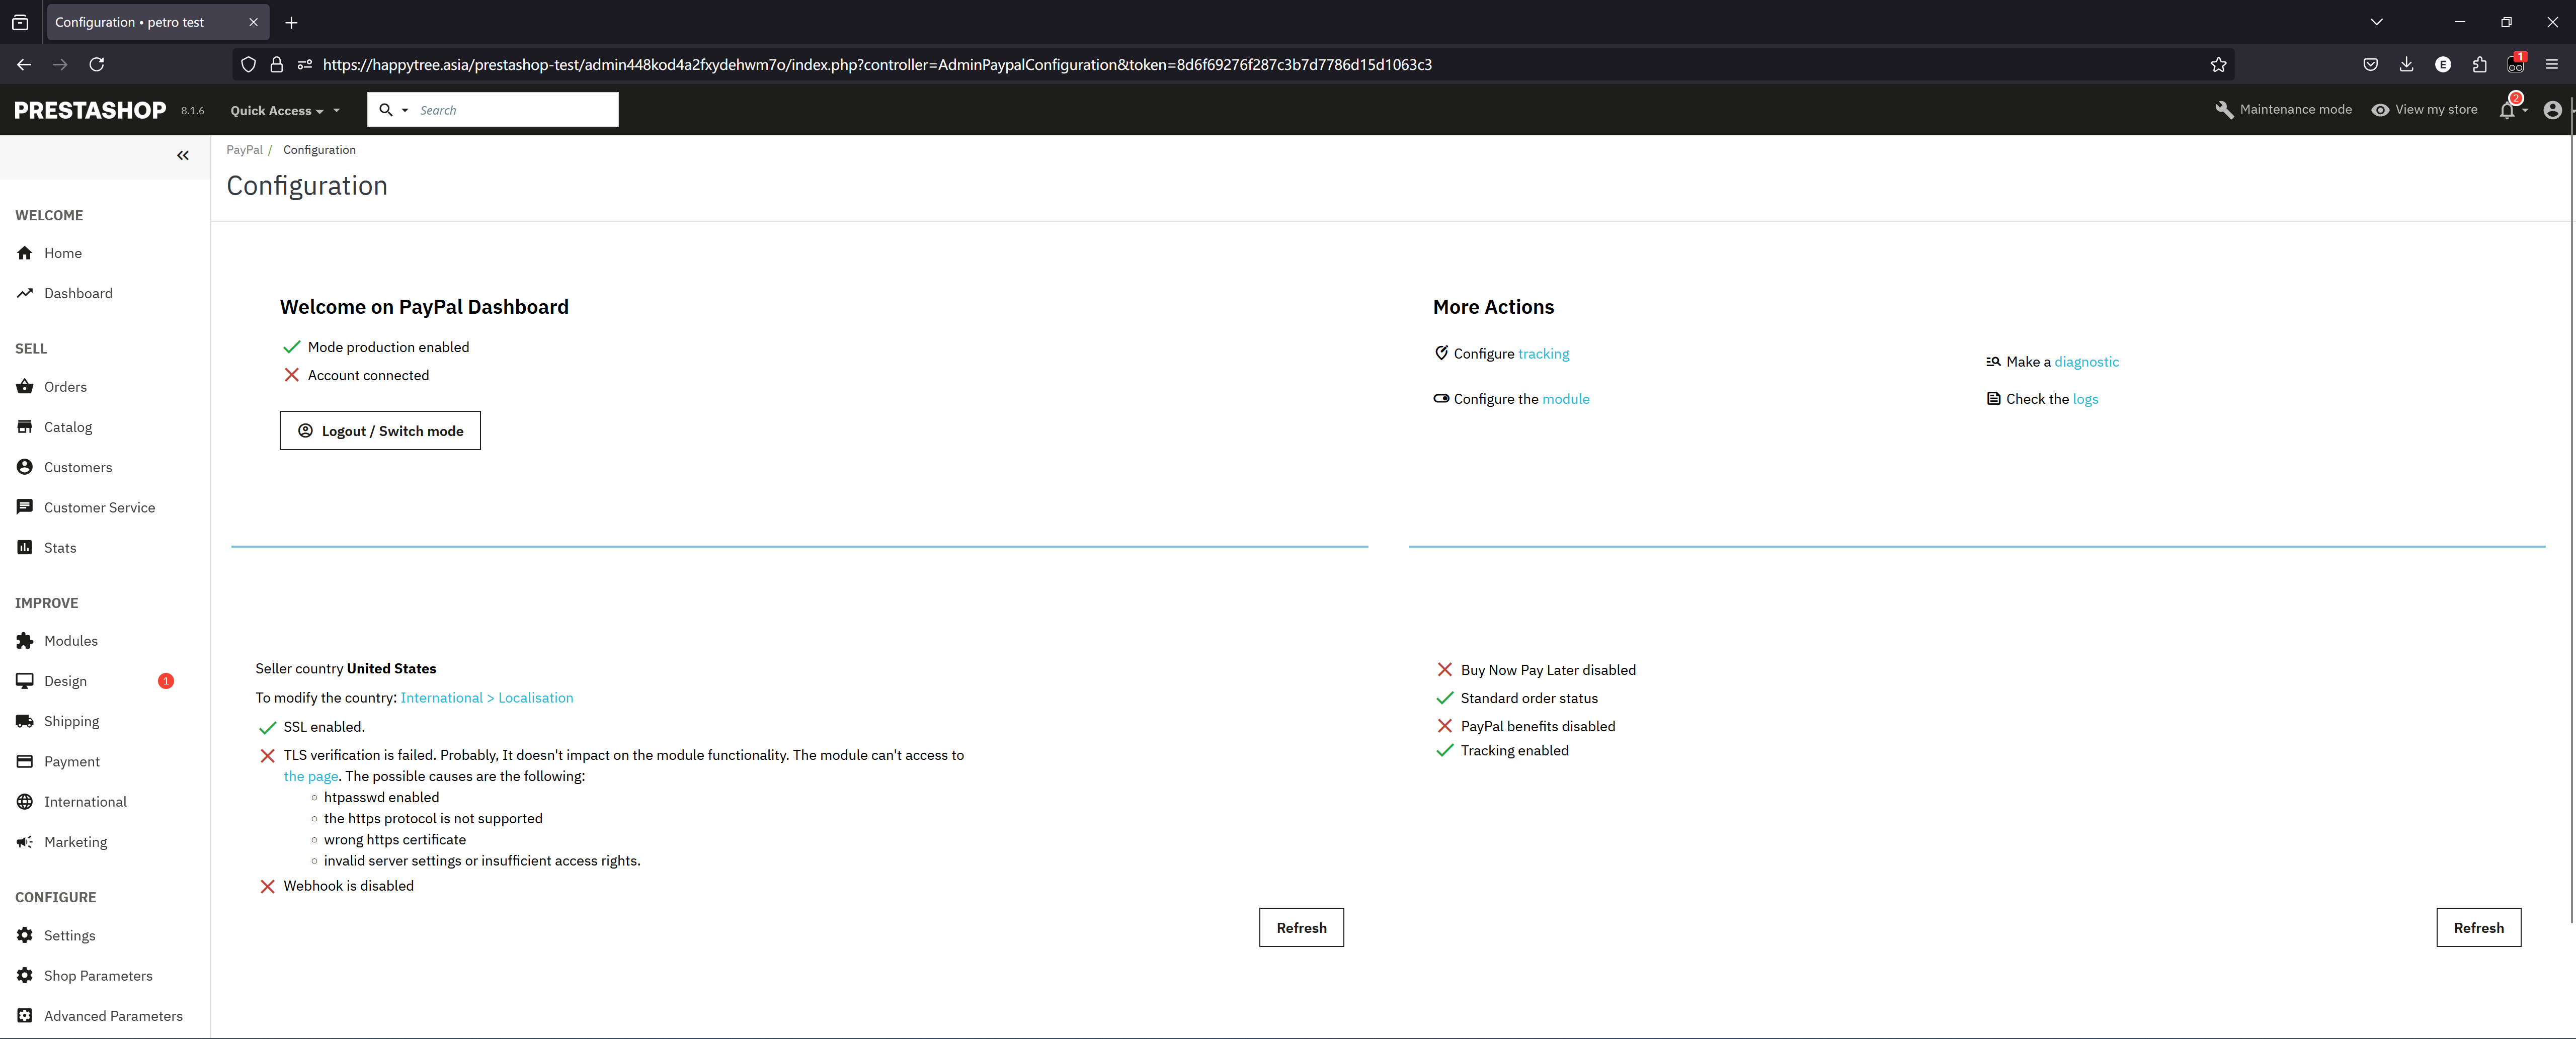 Configuration • petro test
https://happytree.asia/prestashop-test/admin448kod4a2fxydehwm7o/index.php?controller=AdminPaypalConfiguration&token=8d6f69276f287c3b7d7786d15d1063c3
E
1
PRESTASHOP 8.1.6
Quick Access
Search
Maintenance mode
View my store
2
PayPal / Configuration
Configuration
WELCOME
Home
Dashboard
SELL
Orders
Catalog
Customers
Customer Service
Stats
IMPROVE
Modules
Design 1
Shipping
Payment
International
Marketing
CONFIGURE
Settings
Shop Parameters
Advanced Parameters
Welcome on PayPal Dashboard
Mode production enabled
Account connected
Logout / Switch mode
More Actions
Configure tracking
Make a diagnostic
Configure the module
Check the logs
Seller country United States
To modify the country: International > Localisation
SSL enabled.
TLS verification is failed. Probably, It doesn't impact on the module functionality. The module can't access to
the page. The possible causes are the following:
htpasswd enabled
the https protocol is not supported
wrong https certificate
invalid server settings or insufficient access rights.
Webhook is disabled
Refresh
Buy Now Pay Later disabled
Standard order status
PayPal benefits disabled
Tracking enabled
Refresh